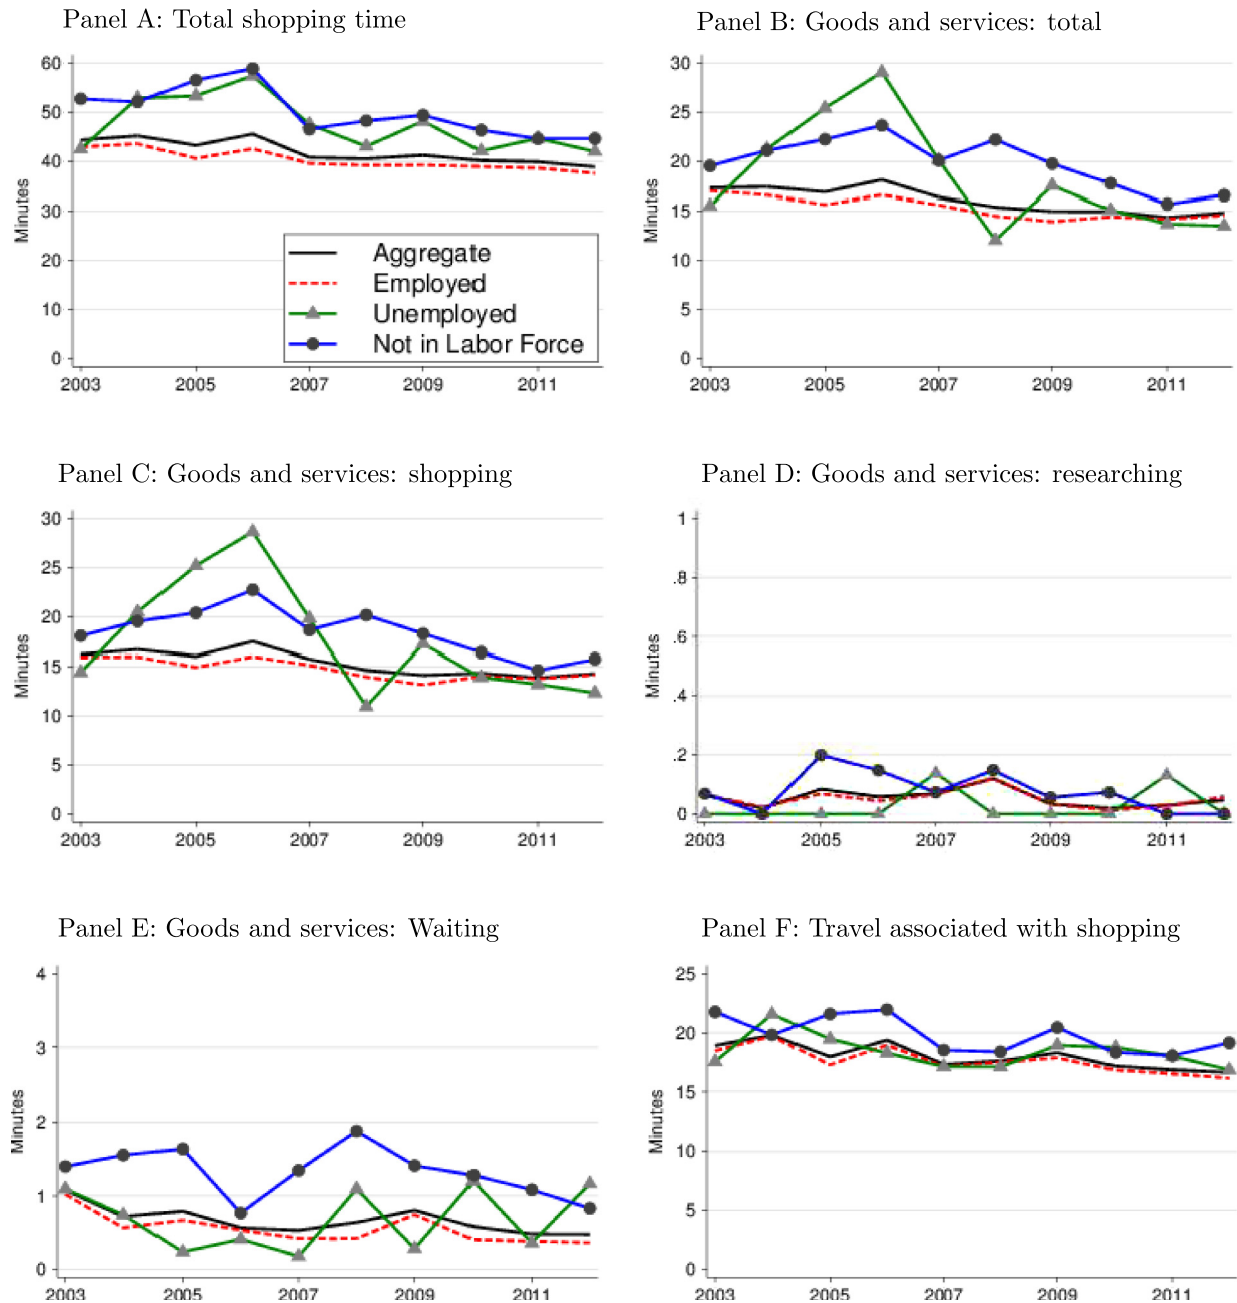 Panel A: Total shopping time
Panel B: Goods and services: total
60
50
40
30
20
10
0
Minutes
2003 2005 2007 2009 2011
Aggregate
Employed
Unemployed
Not in Labor Force
30
25
20
15
10
5
0
Minutes
2003 2005 2007 2009 2011
Panel C: Goods and services: shopping
Panel D: Goods and services: researching
30
25
20
15
10
5
0
Minutes
2003 2005 2007 2009 2011
1
.8
.6
.4
.2
0
Minutes
2003 2005 2007 2009 2011
Panel E: Goods and services: Waiting
Panel F: Travel associated with shopping
4
3
2
1
0
Minutes
2003 2005 2007 2009 2011
25
20
15
10
5
0
Minutes
2003 2005 2007 2009 2011